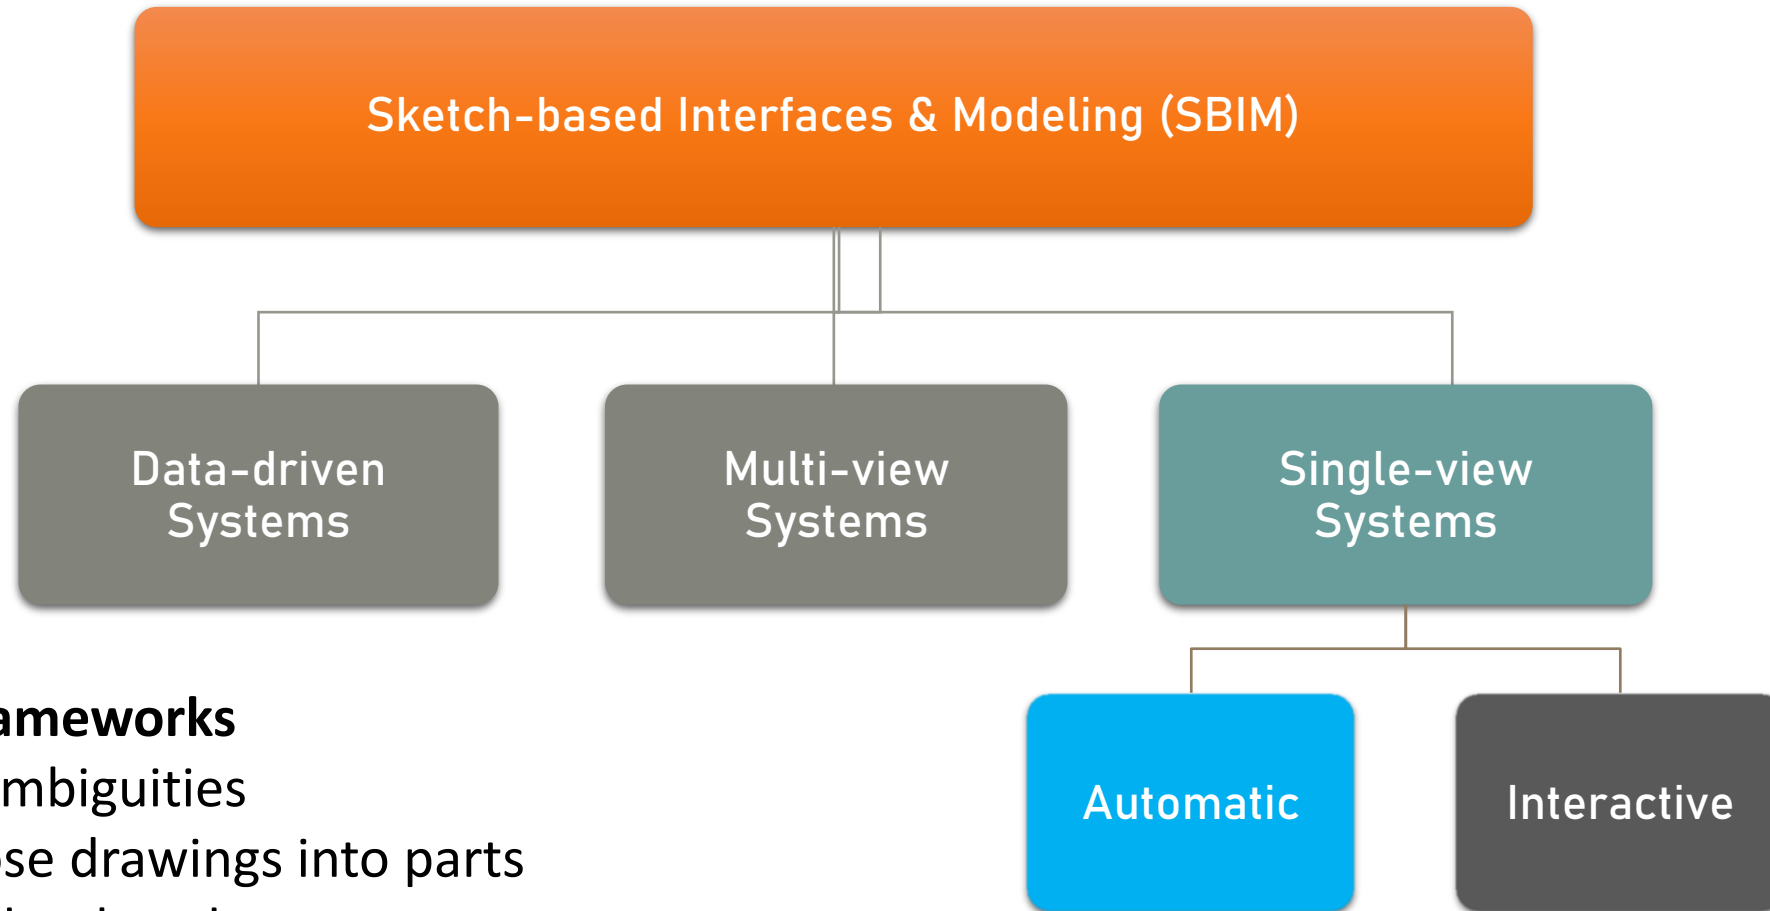 Sketch-based Interfaces & Modeling (SBIM)
Data-driven
Systems
Multi-view
Systems
Single-view
Systems
Automatic
Interactive
ameworks
mbiguities
se drawings into parts